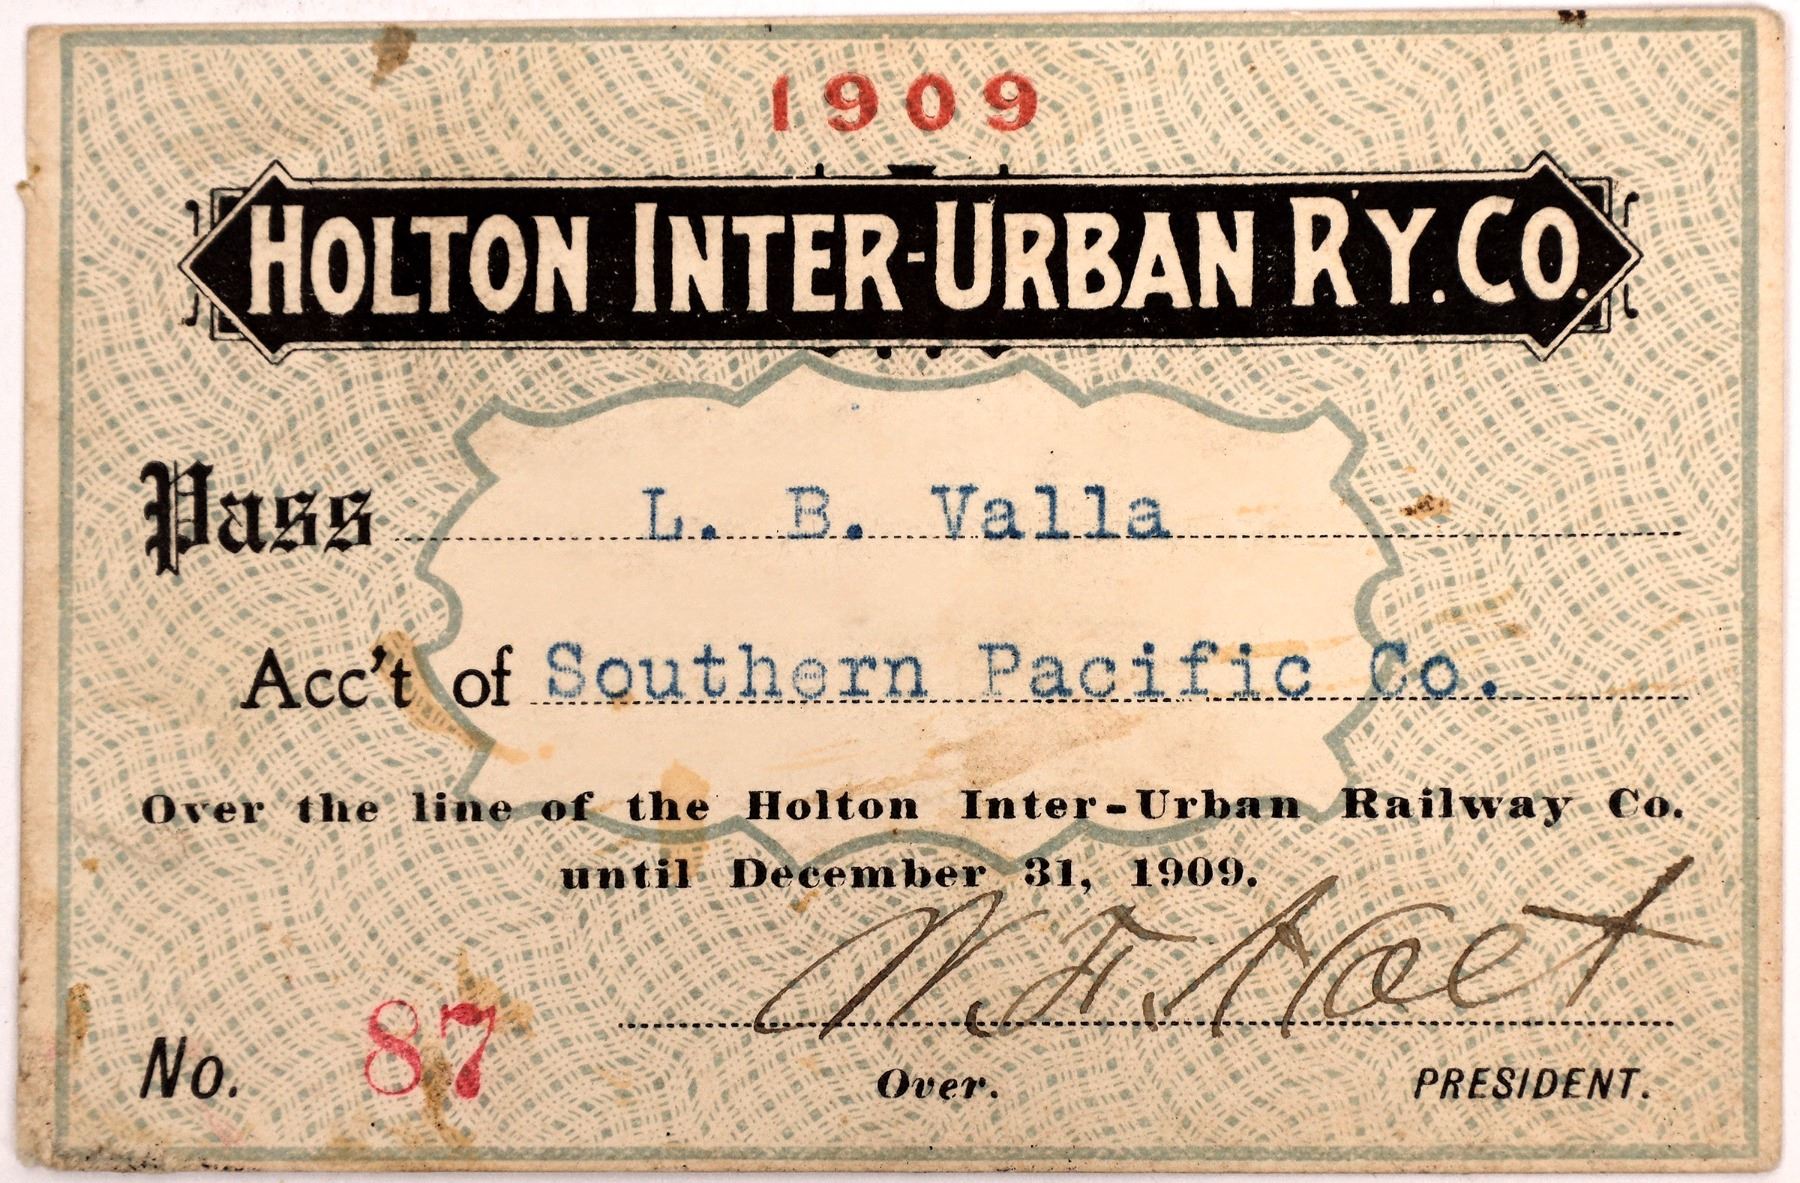 1909
HOLTON INTER-URBAN R'Y. CO.
Pass L. B. Valla
Acc't of Southern Pacific Co.
Over the line of the Holton Inter-Urban Railway Co.
until December 31, 1909.
W. F. Holt
No. 87 Over. PRESIDENT.